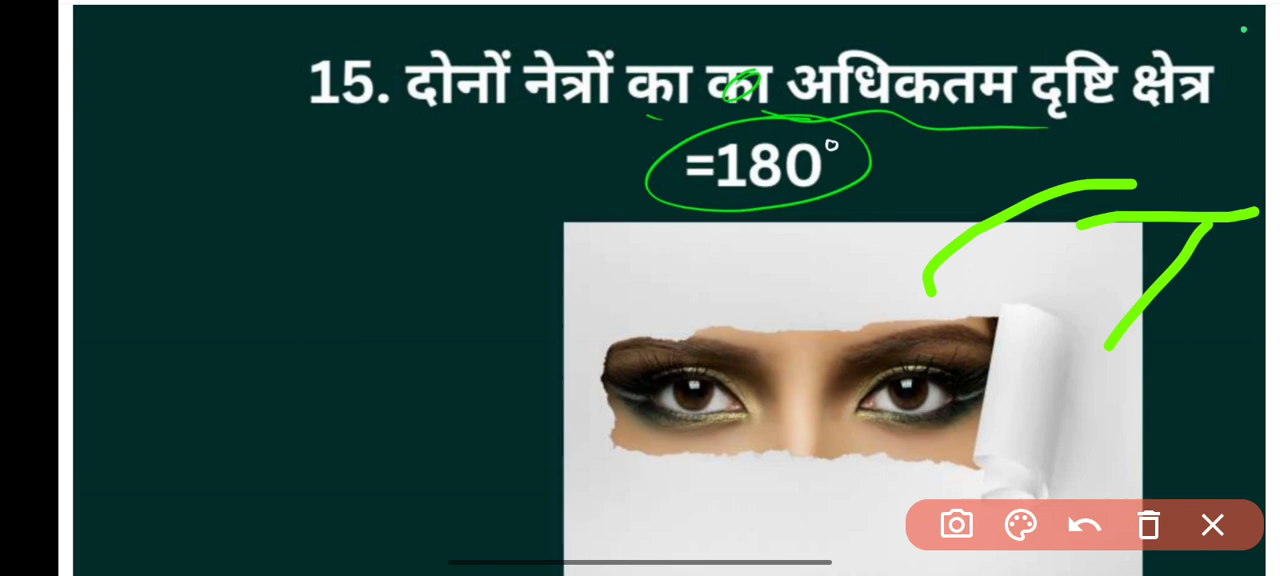 15. दोनों नेत्रों का का अधिकतम दृष्टि क्षेत्र
=180°